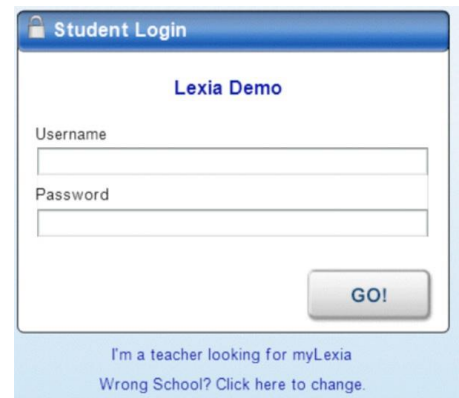 Student Login
Lexia Demo
Username
Password
GO!
I'm a teacher looking for myLexia
Wrong School? Click here to change.